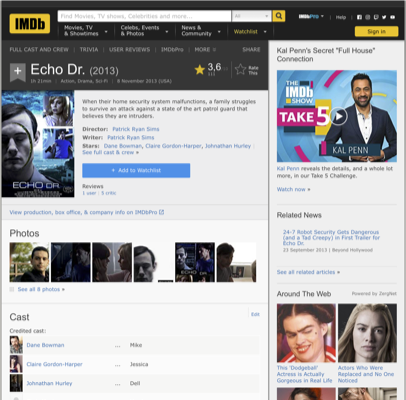 IMDb
Find Movies, TV shows, Celebrities and more...
All
IMDbPro
Help
Movies, TV & Showtimes
Celebs, Events & Photos
News & Community
Watchlist
Sign in
FULL CAST AND CREW | TRIVIA | USER REVIEWS | IMDbPro | MORE
SHARE
Echo Dr. (2013)
3,6
Rate This
1h 21min | Action, Drama, Sci-Fi | 9 November 2013 (USA)
When their home security system malfunctions, a family struggles
to survive an attack against a state of the art patrol guard that
believes they are intruders.
Director: Patrick Ryan Sims
Writer: Patrick Ryan Sims
Stars: Dane Bowman, Claire Gordon-Harper, Johnathan Hurley
See full cast & crew »
+ Add to Watchlist
Reviews
1 user | 5 critic
ECHO DR.
View production, box office, & company info on IMDbPro
Photos
See all 8 photos »
Cast
Edit
Credited cast:
Dane Bowman ... Mike
Claire Gordon-Harper ... Jessica
Johnathan Hurley ... Dell
Kal Penn's Secret "Full House"
Connection
THE
IMDb
SHOW
TAKE 5
KAL PENN
Kal Penn reveals the details, and a whole lot
more, in our Take 5 Challenge.
Watch now »
Related News
24-7 Robot Security Gets Dangerous
(and a Tad Creepy) in First Trailer for
Echo Dr.
23 September 2013 | Beyond Hollywood
See all related articles »
Around The Web
Powered by ZergNet
This 'Dodgeball'
Actress is Actually
Gorgeous in Real Life
Actors Who Were
Replaced and No One
Noticed